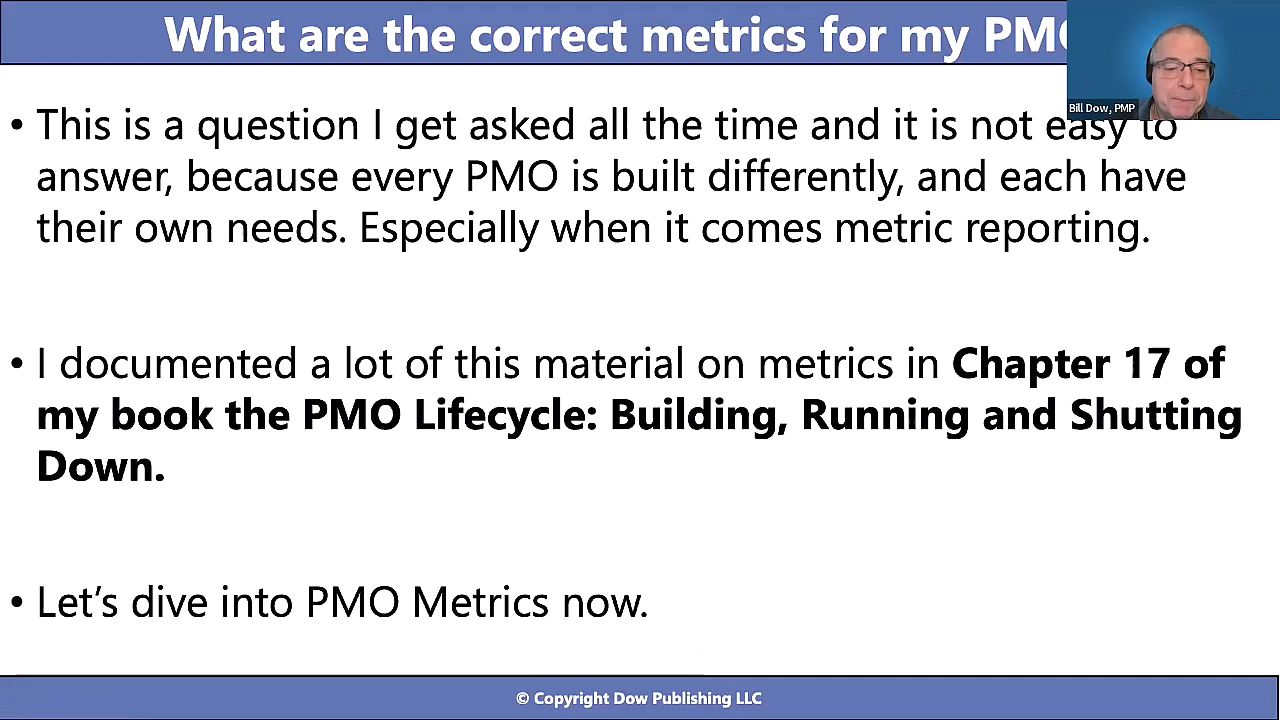 What are the correct metrics for my PMO
Bill Dow, PMP
• This is a question I get asked all the time and it is not easy to
answer, because every PMO is built differently, and each have
their own needs. Especially when it comes metric reporting.
• I documented a lot of this material on metrics in Chapter 17 of
my book the PMO Lifecycle: Building, Running and Shutting
Down.
• Let’s dive into PMO Metrics now.
© Copyright Dow Publishing LLC